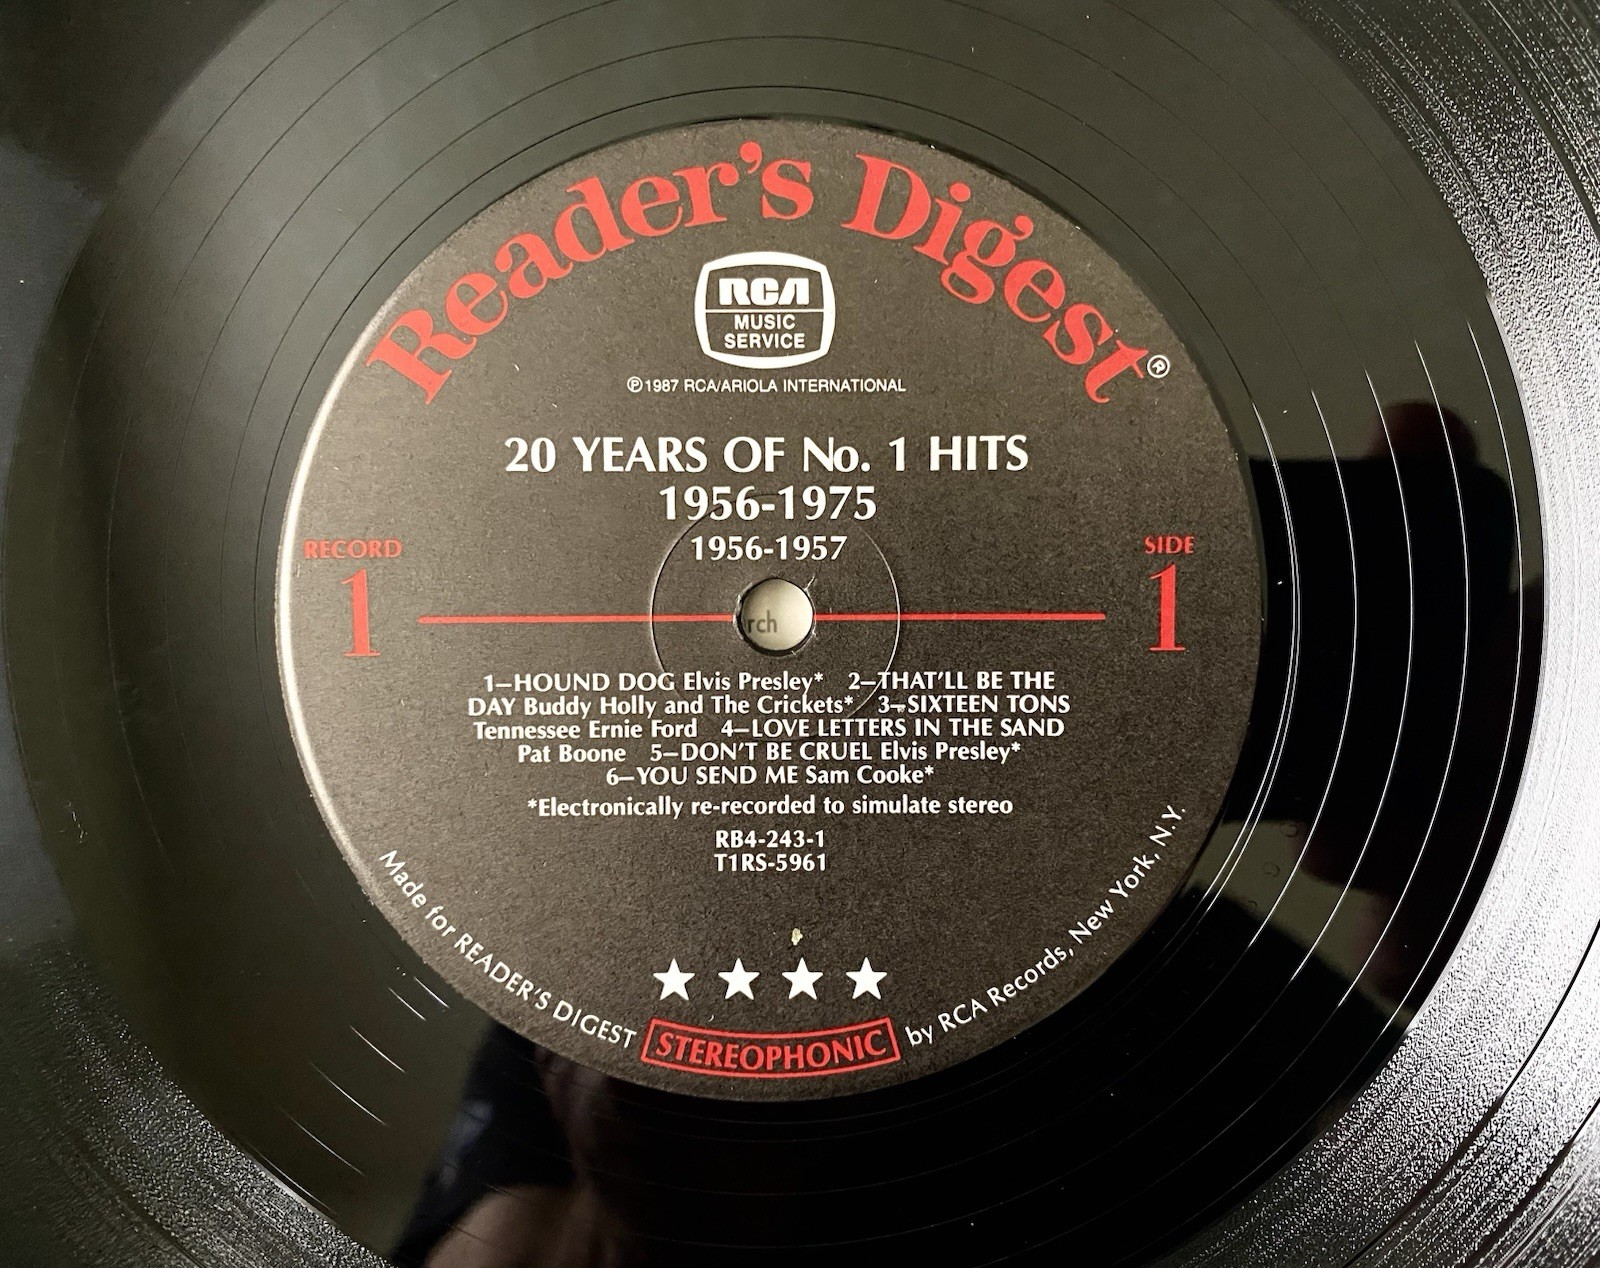 Reader's Digest®
RCA
MUSIC
SERVICE
℗1987 RCA/ARIOLA INTERNATIONAL
20 YEARS OF No. 1 HITS
1956-1975
1956-1957
RECORD
1
SIDE
1
rch
1—HOUND DOG Elvis Presley* 2—THAT'LL BE THE
DAY Buddy Holly and The Crickets* 3—SIXTEEN TONS
Tennessee Ernie Ford 4—LOVE LETTERS IN THE SAND
Pat Boone 5—DON'T BE CRUEL Elvis Presley*
6—YOU SEND ME Sam Cooke*
*Electronically re-recorded to simulate stereo
RB4-243-1
T1RS-5961
Made for READER'S DIGEST
STEREOPHONIC
by RCA Records, New York, N.Y.